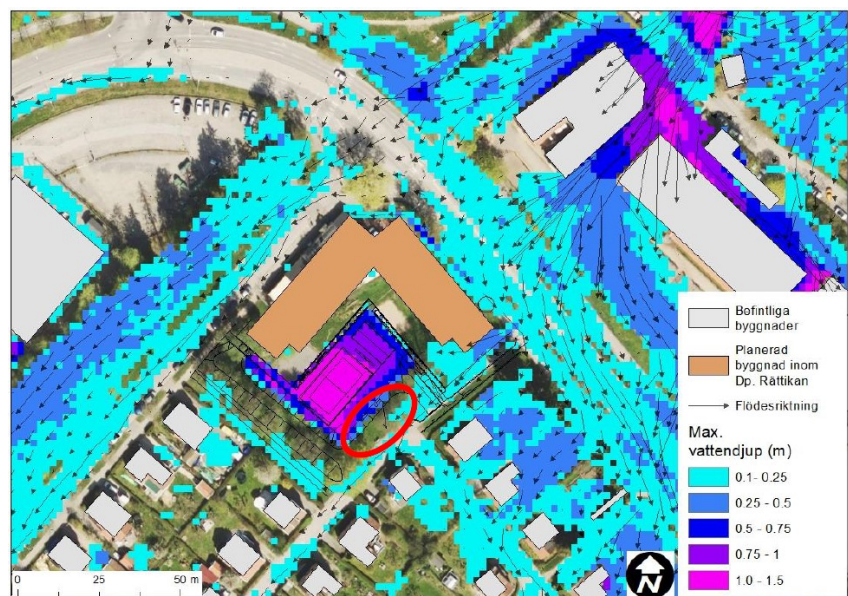 Befintliga
byggnader
Planerad
byggnad inom
Dp. Rättikan
Flödesriktning
Max.
vattendjup (m)
0.1- 0.25
0.25 - 0.5
0.5 - 0.75
0.75 - 1
1.0 - 1.5
0 25 50 m
N